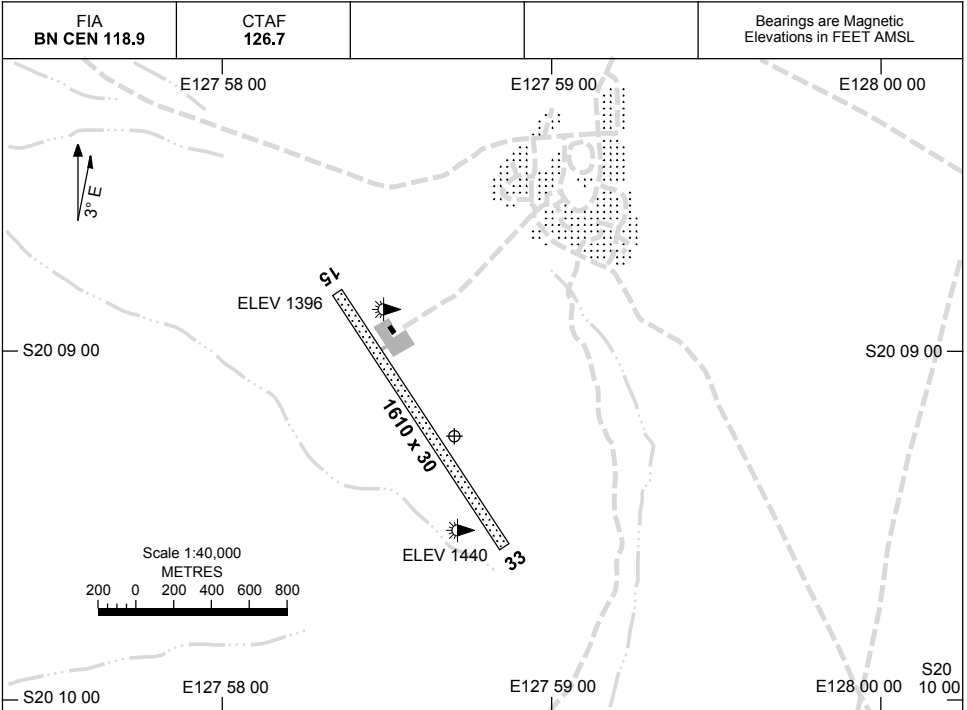 FIA
BN CEN 118.9
CTAF
126.7
Bearings are Magnetic
Elevations in FEET AMSL
E127 58 00
E127 59 00
E128 00 00
3° E
15
ELEV 1396
S20 09 00
S20 09 00
1610 x 30
ELEV 1440
33
Scale 1:40,000
METRES
200 0 200 400 600 800
S20 10 00
E127 58 00
E127 59 00
E128 00 00
S20
10 00